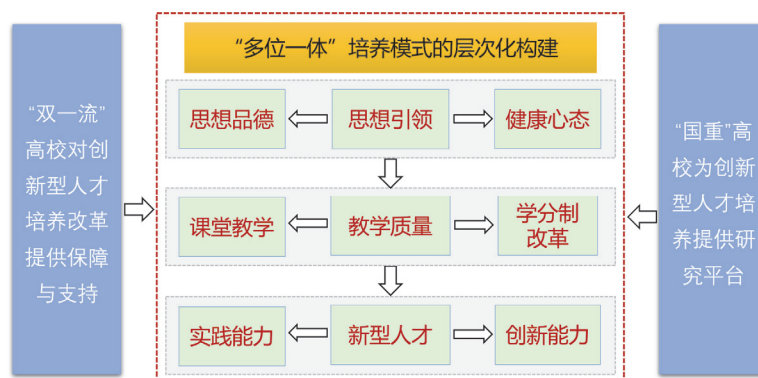 “多位一体”培养模式的层次化构建
“双一流”
高校对创
新型人才
培养改革
提供保障
与支持
思想品德
思想引领
健康心态
课堂教学
教学质量
学分制
改革
实践能力
新型人才
创新能力
“国重”高
校为创新
型人才培
养提供研
究平台